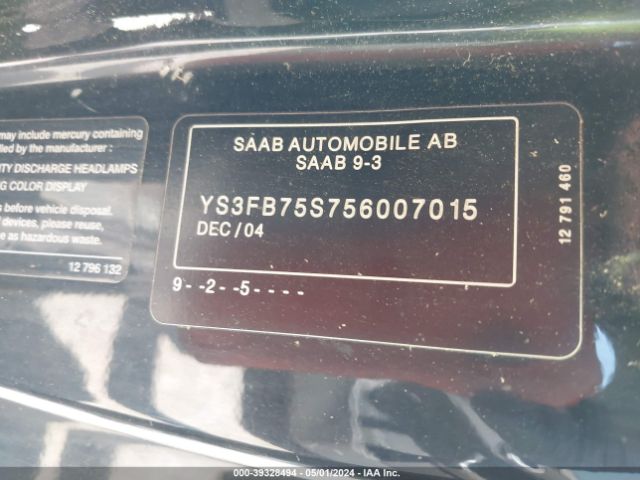 may include mercury containing
lled by the manufacturer :
TY DISCHARGE HEADLAMPS
G COLOR DISPLAY
s before vehicle disposal.
devices, please reuse,
e as hazardous waste.
12 796 132
SAAB AUTOMOBILE AB
SAAB 9-3
YS3FB75S756007015
DEC/04
9--2--5----
12 791 460
000-39328494 - 05/01/2024 - IAA Inc.